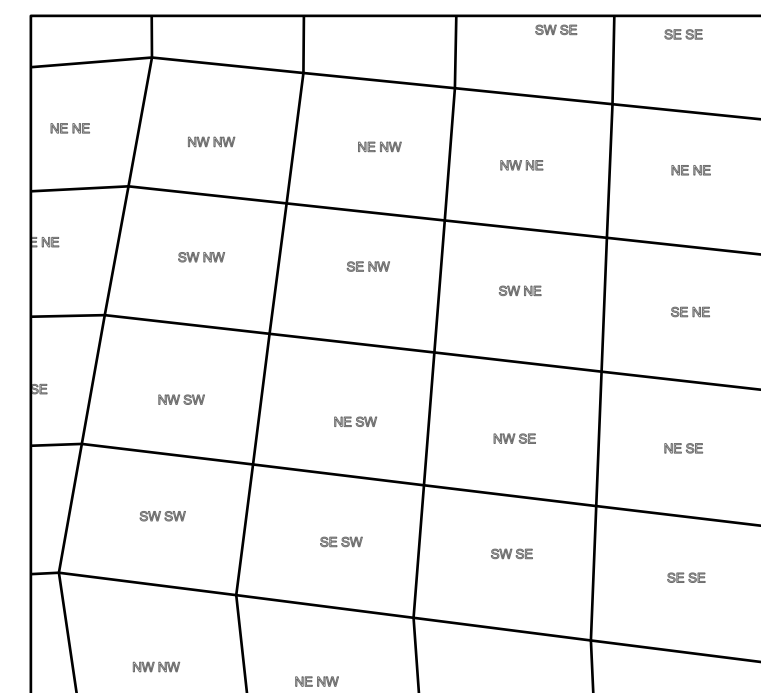 SW SE
SE SE
NE NE
NW NW
NE NW
NW NE
NE NE
E NE
SW NW
SE NW
SW NE
SE NE
SE
NW SW
NE SW
NW SE
NE SE
SW SW
SE SW
SW SE
SE SE
NW NW
NE NW